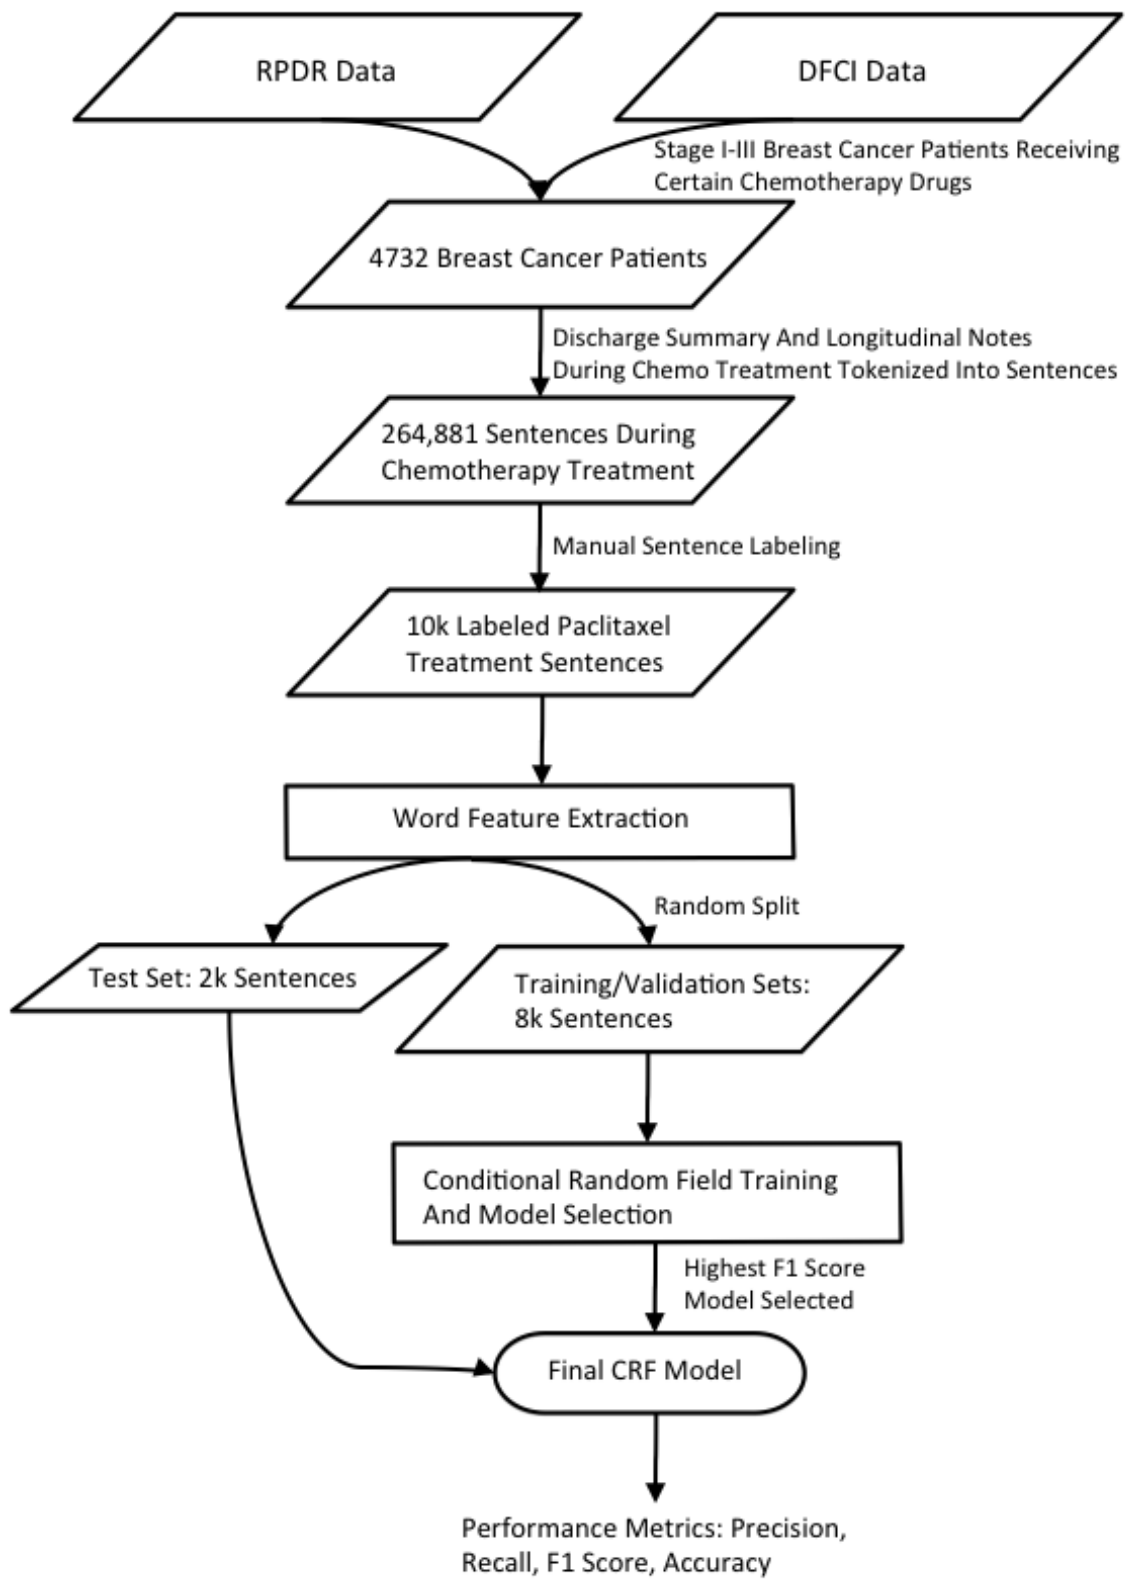 RPDR Data
DFCI Data
Stage I-III Breast Cancer Patients Receiving
Certain Chemotherapy Drugs
4732 Breast Cancer Patients
Discharge Summary And Longitudinal Notes
During Chemo Treatment Tokenized Into Sentences
264,881 Sentences During
Chemotherapy Treatment
Manual Sentence Labeling
10k Labeled Paclitaxel
Treatment Sentences
Word Feature Extraction
Random Split
Test Set: 2k Sentences
Training/Validation Sets:
8k Sentences
Conditional Random Field Training
And Model Selection
Highest F1 Score
Model Selected
Final CRF Model
Performance Metrics: Precision,
Recall, F1 Score, Accuracy